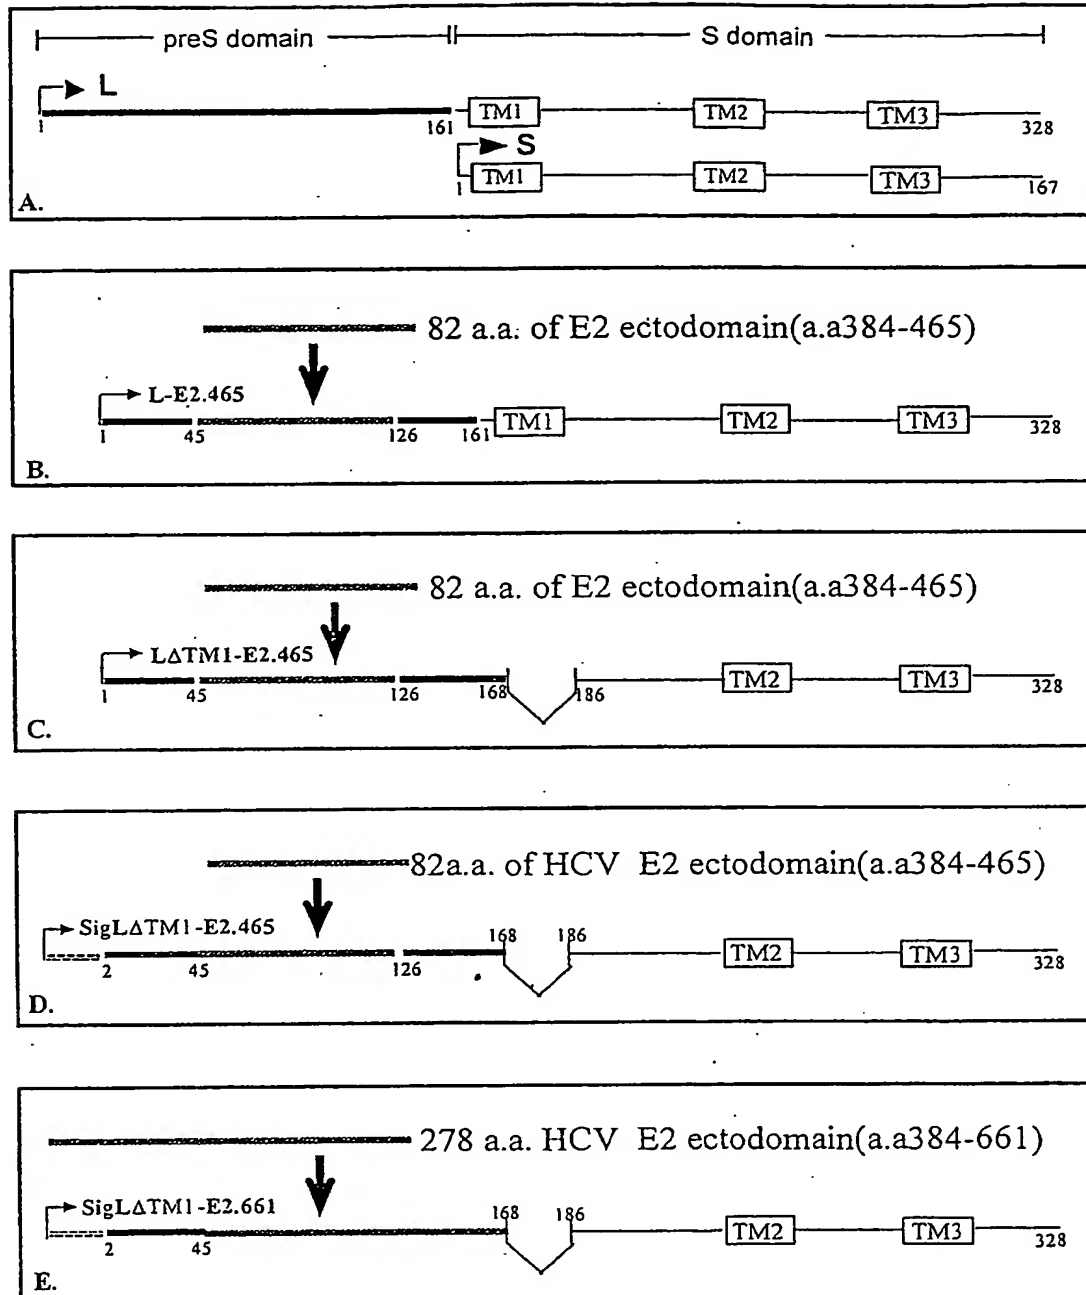 preS domain S domain
L
TM1 TM2 TM3
1 161 328
S
TM1 TM2 TM3
1 167
A.
82 a.a. of E2 ectodomain(a.a384-465)
L-E2.465
TM1 TM2 TM3
1 45 126 161 328
B.
82 a.a. of E2 ectodomain(a.a384-465)
LΔTM1-E2.465
TM2 TM3
1 45 126 168 186 328
C.
82a.a. of HCV E2 ectodomain(a.a384-465)
SigLΔTM1-E2.465
168 186
TM2 TM3
2 45 126 328
D.
278 a.a. HCV E2 ectodomain(a.a384-661)
SigLΔTM1-E2.661
168 186
TM2 TM3
2 45 328
E.